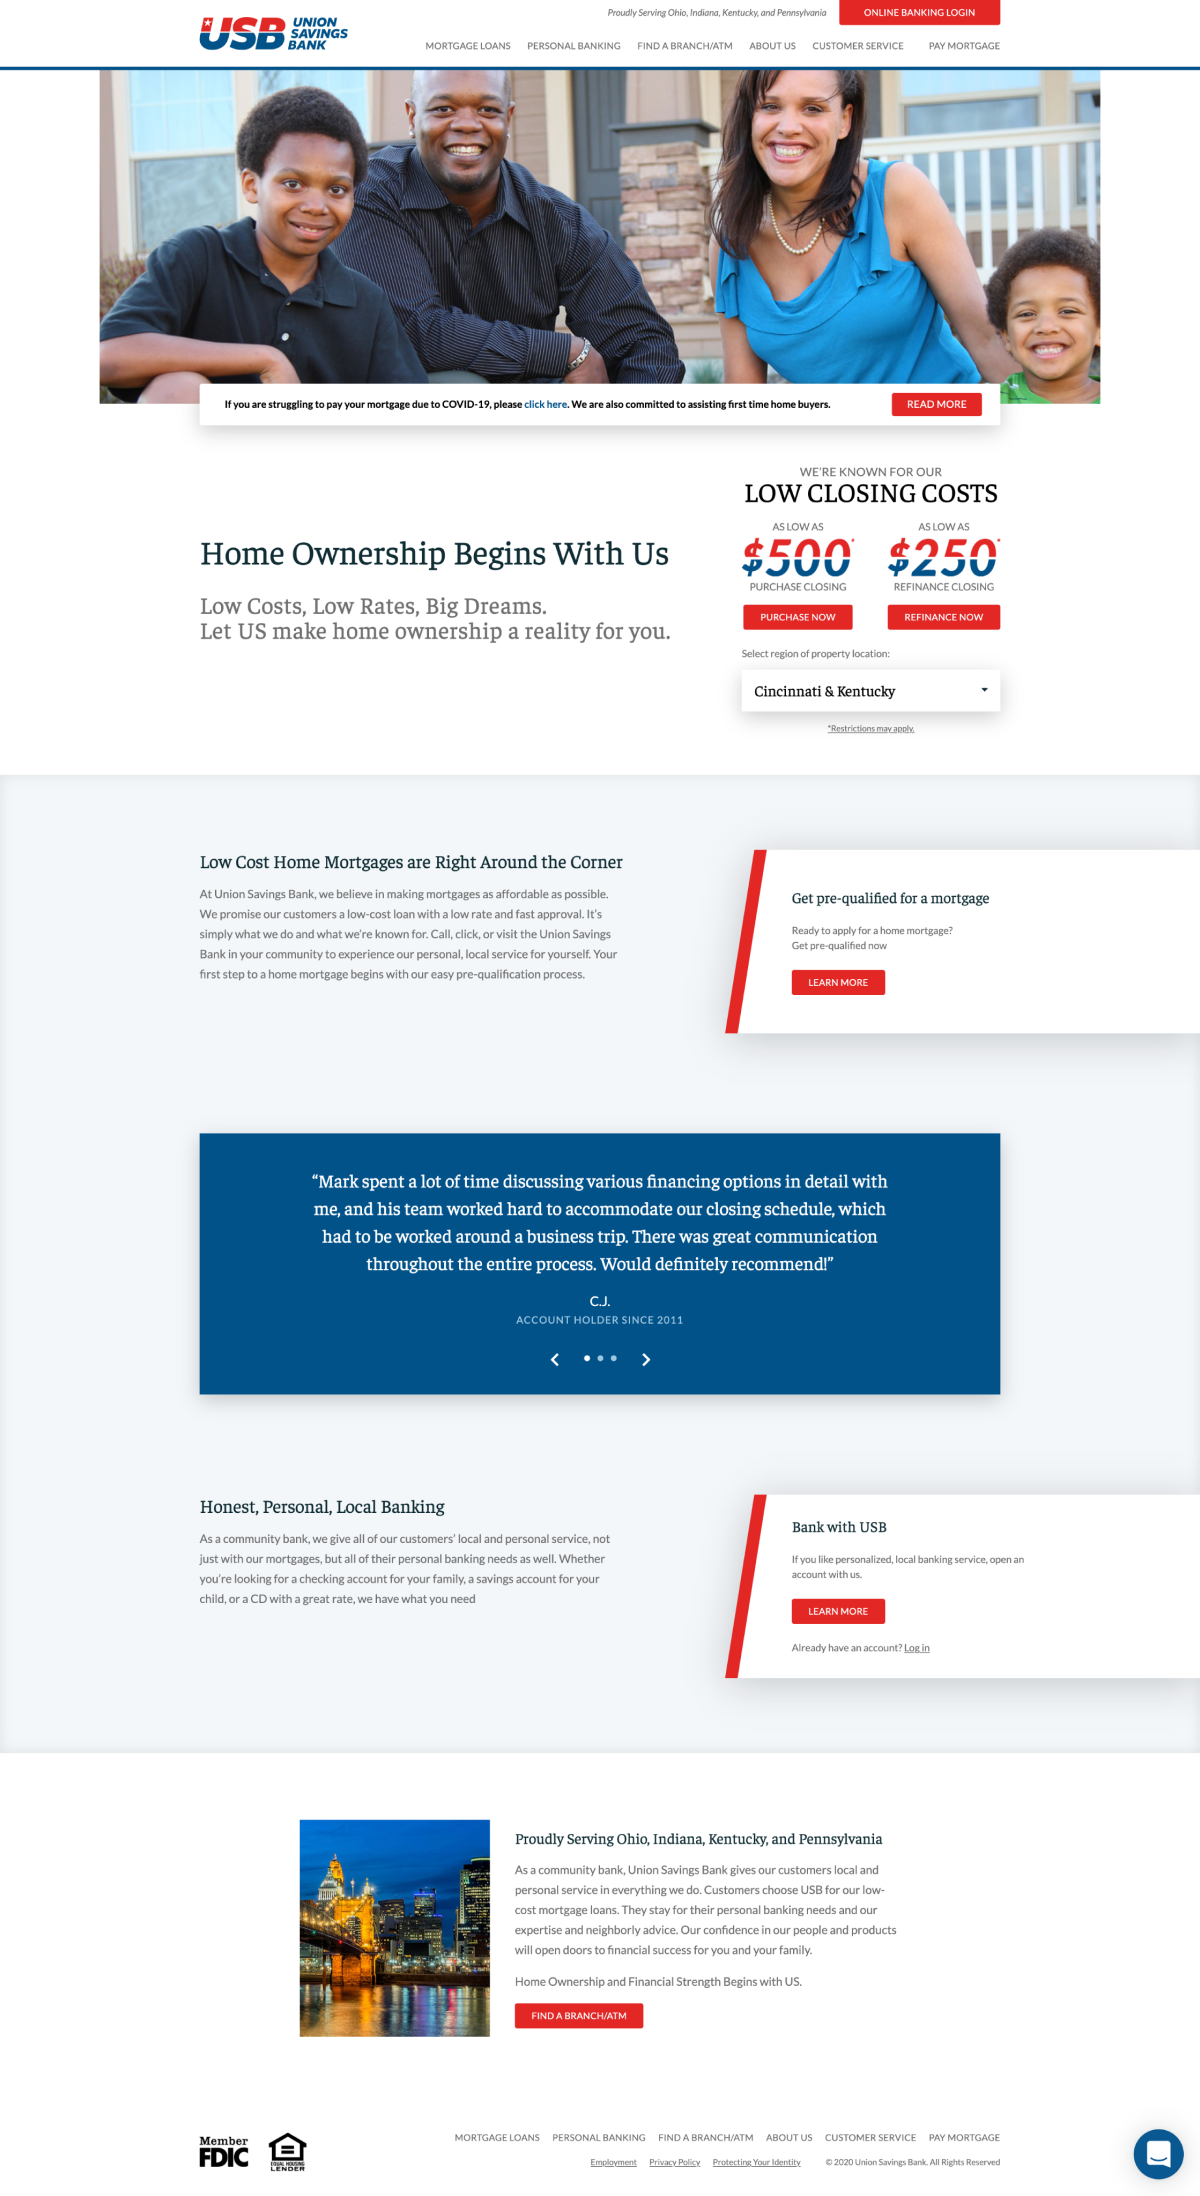 USB UNION SAVINGS BANK
Proudly Serving Ohio, Indiana, Kentucky, and Pennsylvania
ONLINE BANKING LOGIN
MORTGAGE LOANS PERSONAL BANKING FIND A BRANCH/ATM ABOUT US CUSTOMER SERVICE PAY MORTGAGE
If you are struggling to pay your mortgage due to COVID-19, please click here. We are also committed to assisting first time home buyers.
READ MORE
Home Ownership Begins With Us
Low Costs, Low Rates, Big Dreams.
Let US make home ownership a reality for you.
WE'RE KNOWN FOR OUR
LOW CLOSING COSTS
AS LOW AS
$500*
PURCHASE CLOSING
PURCHASE NOW
AS LOW AS
$250*
REFINANCE CLOSING
REFINANCE NOW
Select region of property location:
Cincinnati & Kentucky
*Restrictions may apply.
Low Cost Home Mortgages are Right Around the Corner
At Union Savings Bank, we believe in making mortgages as affordable as possible.
We promise our customers a low-cost loan with a low rate and fast approval. It's
simply what we do and what we're known for. Call, click, or visit the Union Savings
Bank in your community to experience our personal, local service for yourself. Your
first step to a home mortgage begins with our easy pre-qualification process.
Get pre-qualified for a mortgage
Ready to apply for a home mortgage?
Get pre-qualified now
LEARN MORE
“Mark spent a lot of time discussing various financing options in detail with
me, and his team worked hard to accommodate our closing schedule, which
had to be worked around a business trip. There was great communication
throughout the entire process. Would definitely recommend!”
C.J.
ACCOUNT HOLDER SINCE 2011
Honest, Personal, Local Banking
As a community bank, we give all of our customers' local and personal service, not
just with our mortgages, but all of their personal banking needs as well. Whether
you're looking for a checking account for your family, a savings account for your
child, or a CD with a great rate, we have what you need
Bank with USB
If you like personalized, local banking service, open an
account with us.
LEARN MORE
Already have an account? Log in
Proudly Serving Ohio, Indiana, Kentucky, and Pennsylvania
As a community bank, Union Savings Bank gives our customers local and
personal service in everything we do. Customers choose USB for our low-
cost mortgage loans. They stay for their personal banking needs and our
expertise and neighborly advice. Our confidence in our people and products
will open doors to financial success for you and your family.
Home Ownership and Financial Strength Begins with US.
FIND A BRANCH/ATM
Member
FDIC
EQUAL HOUSING
LENDER
MORTGAGE LOANS PERSONAL BANKING FIND A BRANCH/ATM ABOUT US CUSTOMER SERVICE PAY MORTGAGE
Employment Privacy Policy Protecting Your Identity © 2020 Union Savings Bank. All Rights Reserved